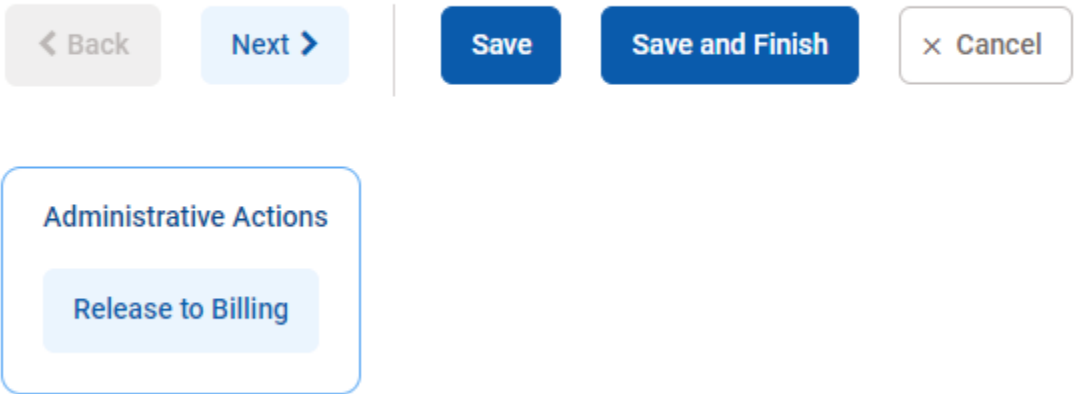 Back Next Save Save and Finish × Cancel
Administrative Actions
Release to Billing